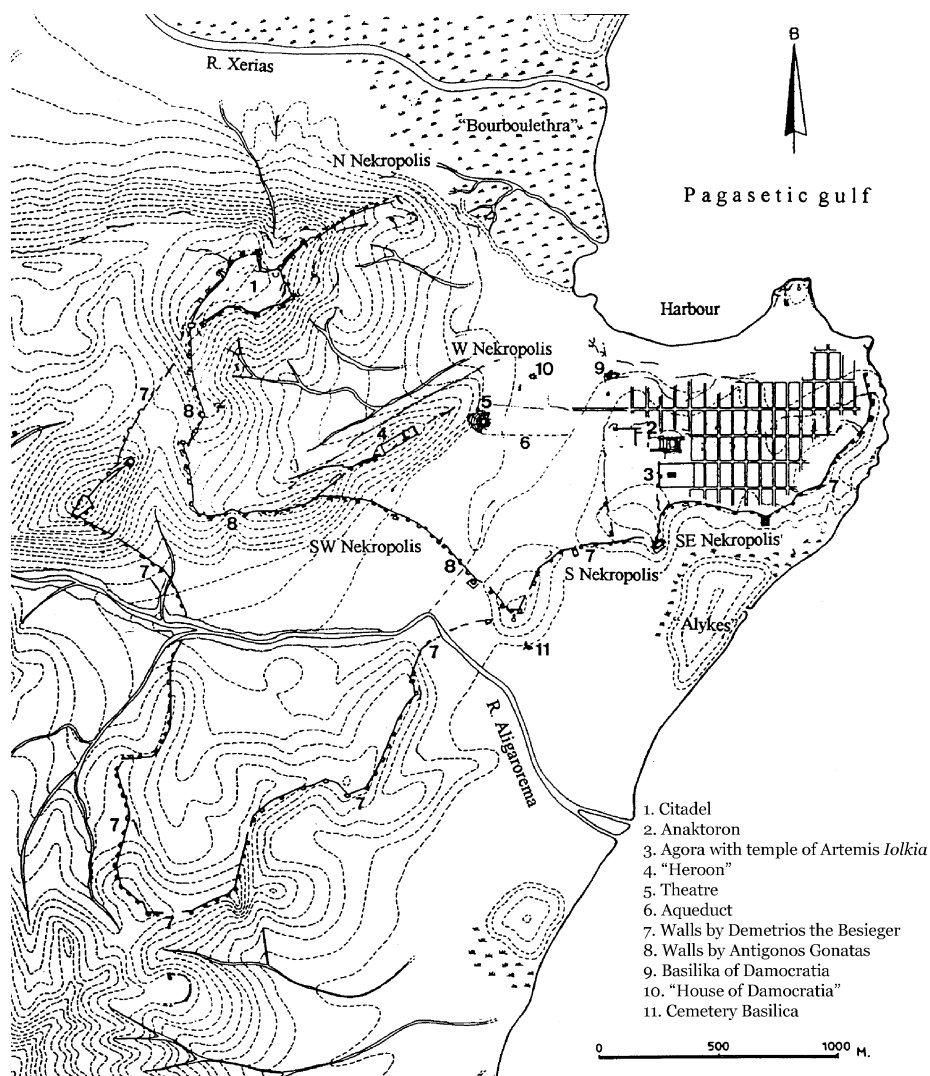 B
R. Xerias
"Bourboulethra"
N Nekropolis
Pagasetic gulf
1
Harbour
W Nekropolis
10
9
7
8
5
2
4
6
3
7
8
SW Nekropolis
7
SE Nekropolis
7
8
S Nekropolis
Alykes
7
11
R. Aligarorema
7
7
7
1. Citadel
2. Anaktoron
3. Agora with temple of Artemis Iolkia
4. “Heroon”
5. Theatre
6. Aqueduct
7. Walls by Demetrios the Besieger
8. Walls by Antigonos Gonatas
9. Basilika of Damocratia
10. “House of Damocratia”
11. Cemetery Basilica
0 500 1000 M.